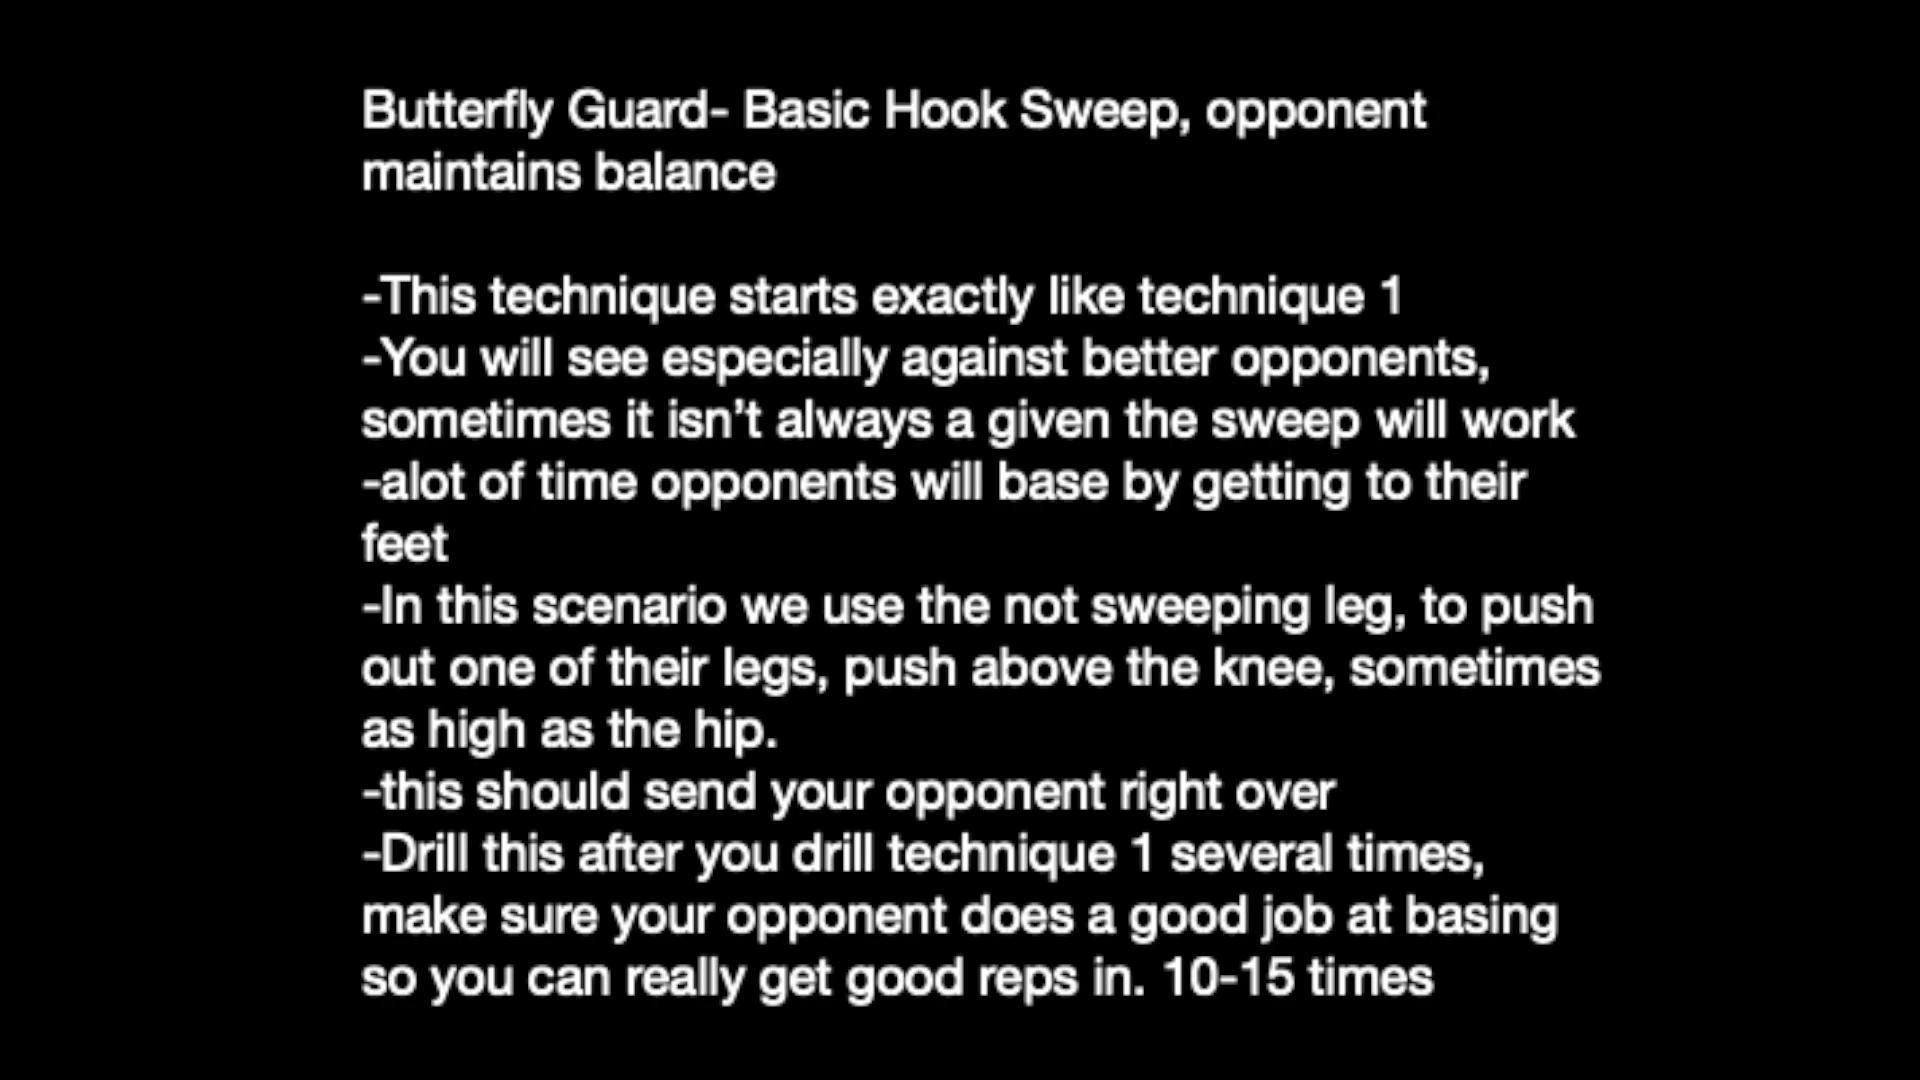 Butterfly Guard- Basic Hook Sweep, opponent
maintains balance
-This technique starts exactly like technique 1
-You will see especially against better opponents,
sometimes it isn’t always a given the sweep will work
-alot of time opponents will base by getting to their
feet
-In this scenario we use the not sweeping leg, to push
out one of their legs, push above the knee, sometimes
as high as the hip.
-this should send your opponent right over
-Drill this after you drill technique 1 several times,
make sure your opponent does a good job at basing
so you can really get good reps in. 10-15 times